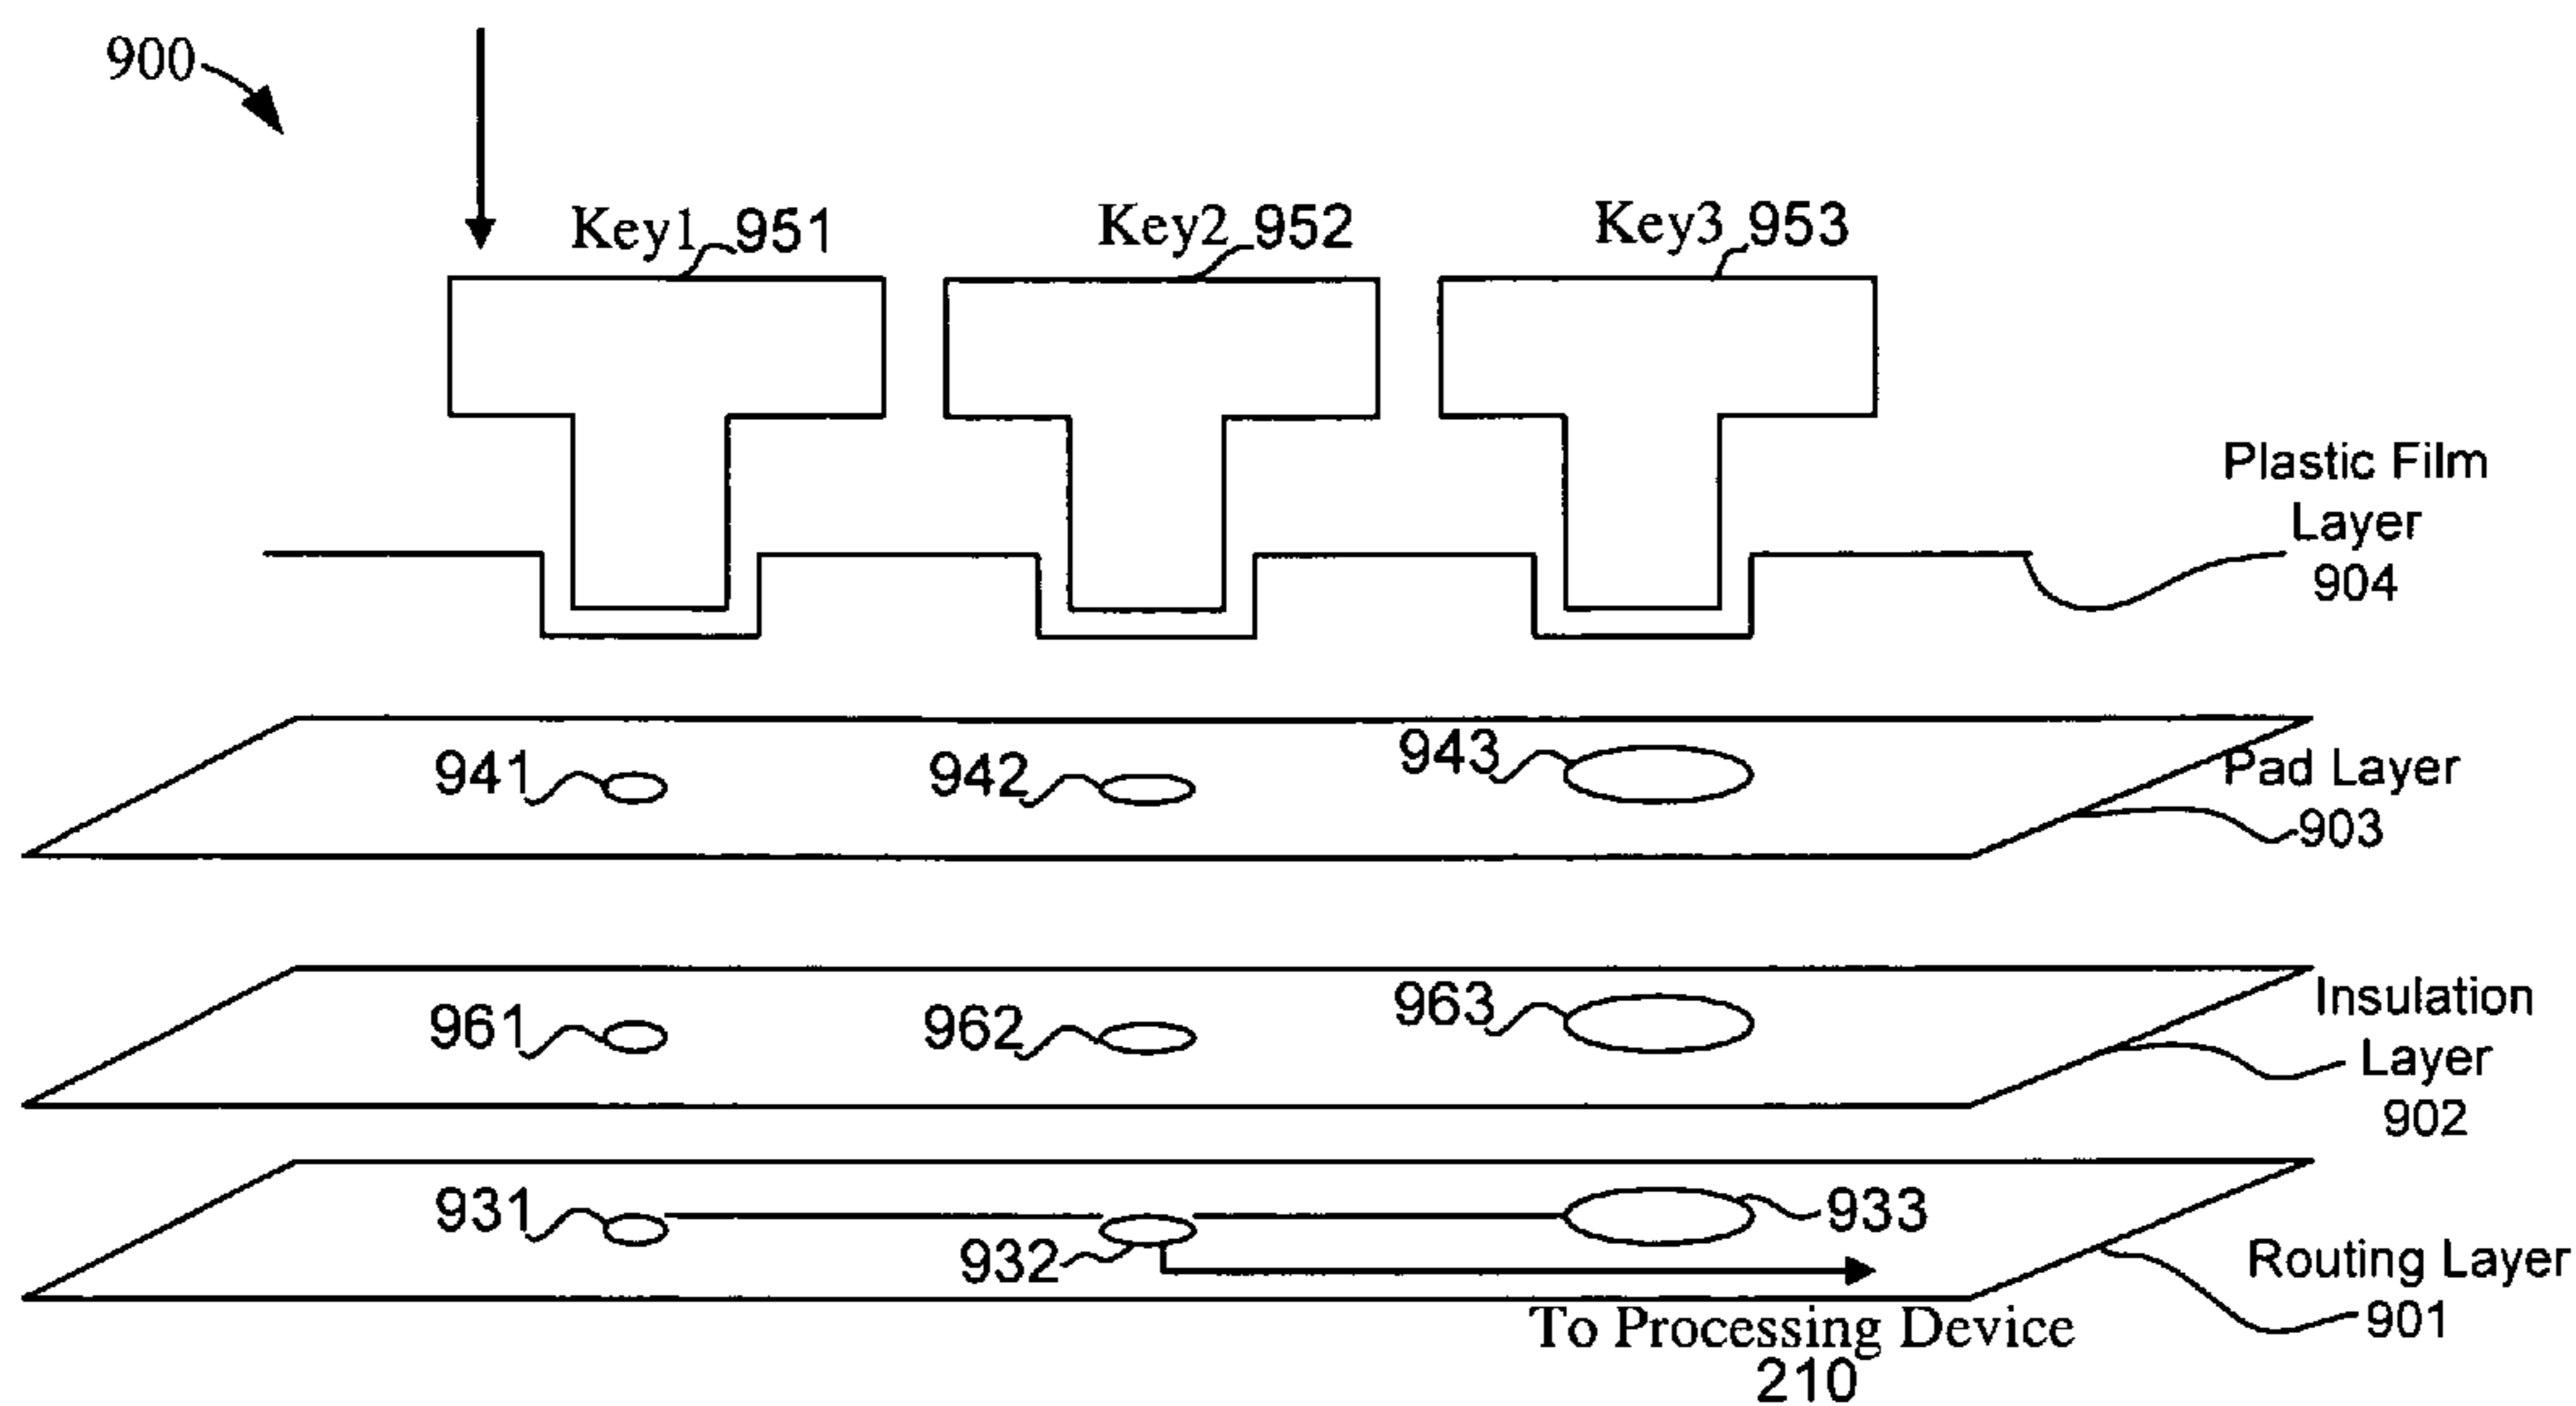 900
Key1 951
Key2 952
Key3 953
Plastic Film
Layer
904
941
942
943
Pad Layer
903
961
962
963
Insulation
Layer
902
931
932
933
Routing Layer
901
To Processing Device
210